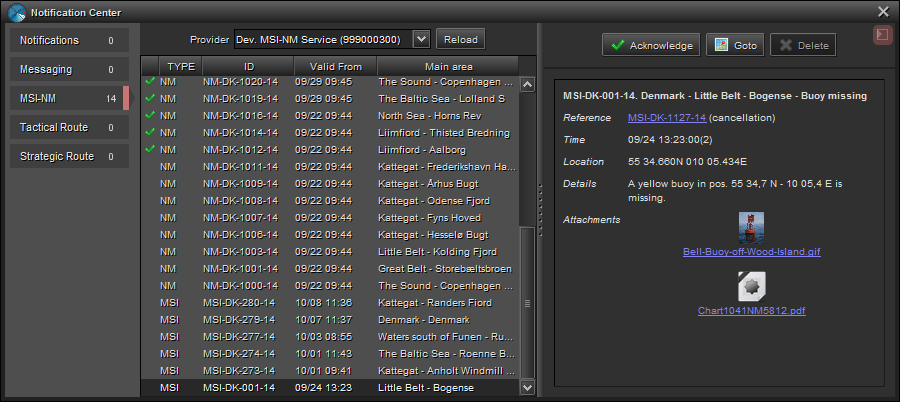 Notification Center
Notifications 0
Messaging 0
MSI-NM 14
Tactical Route 0
Strategic Route 0
Provider Dev. MSI-NM Service (999000300) Reload
TYPE ID Valid From Main area
NM NM-DK-1020-14 09/29 09:45 The Sound - Copenhagen ...
NM NM-DK-1019-14 09/29 09:45 The Baltic Sea - Lolland S
NM NM-DK-1016-14 09/22 09:44 North Sea - Horns Rev
NM NM-DK-1014-14 09/22 09:44 Liimfiord - Thisted Bredning
NM NM-DK-1012-14 09/22 09:44 Liimfiord - Aalborg
NM NM-DK-1011-14 09/22 09:44 Kattegat - Frederikshavn Ha...
NM NM-DK-1009-14 09/22 09:44 Kattegat - Århus Bugt
NM NM-DK-1008-14 09/22 09:44 Kattegat - Odense Fjord
NM NM-DK-1007-14 09/22 09:44 Kattegat - Fyns Hoved
NM NM-DK-1006-14 09/22 09:44 Kattegat - Hesselø Bugt
NM NM-DK-1003-14 09/22 09:44 Little Belt - Kolding Fjord
NM NM-DK-1001-14 09/22 09:44 Great Belt - Storebæltsbroen
NM NM-DK-1000-14 09/22 09:44 The Sound - Copenhagen ...
MSI MSI-DK-280-14 10/08 11:36 Kattegat - Randers Fiord
MSI MSI-DK-279-14 10/07 11:37 Denmark - Denmark
MSI MSI-DK-277-14 10/03 08:55 Waters south of Funen - Ru...
MSI MSI-DK-274-14 10/01 11:43 The Baltic Sea - Roenne B...
MSI MSI-DK-273-14 10/01 09:41 Kattegat - Anholt Windmill ...
MSI MSI-DK-001-14 09/24 13:23 Little Belt - Bogense
Acknowledge Goto Delete
MSI-DK-001-14. Denmark - Little Belt - Bogense - Buoy missing
Reference MSI-DK-1127-14 (cancellation)
Time 09/24 13:23:00(2)
Location 55 34.660N 010 05.434E
Details A yellow buoy in pos. 55 34,7 N - 10 05,4 E is
missing.
Attachments
Bell-Buoy-off-Wood-Island.gif
Chart1041NM5812.pdf